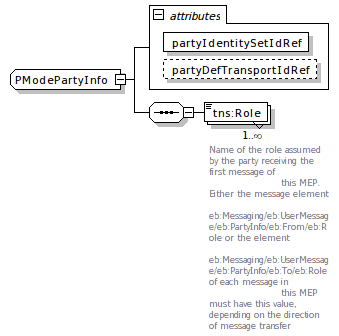 attributes
partyIdentitySetIdRef
partyDefTransportIdRef
PModePartyInfo
tns:Role
1..∞
Name of the role assumed
by the party receiving the
first message of
this MEP.
Either the message element
eb:Messaging/eb:UserMessag
e/eb:PartyInfo/eb:From/eb:R
ole or the element
eb:Messaging/eb:UserMessag
e/eb:PartyInfo/eb:To/eb:Role
of each message in
this MEP
must have this value,
depending on the direction
of message transfer